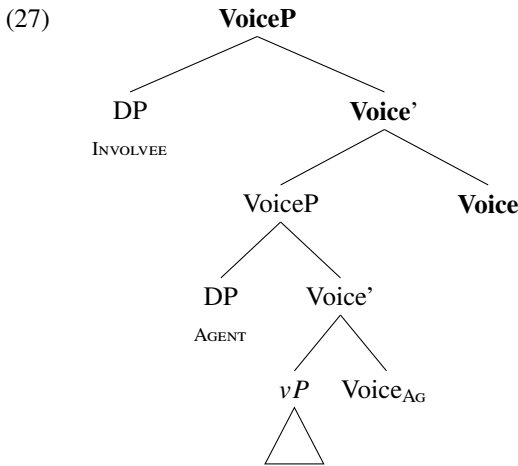 (27) VoiceP
DP Voice’
Involvee
VoiceP Voice
DP Voice’
Agent
vP VoiceAg